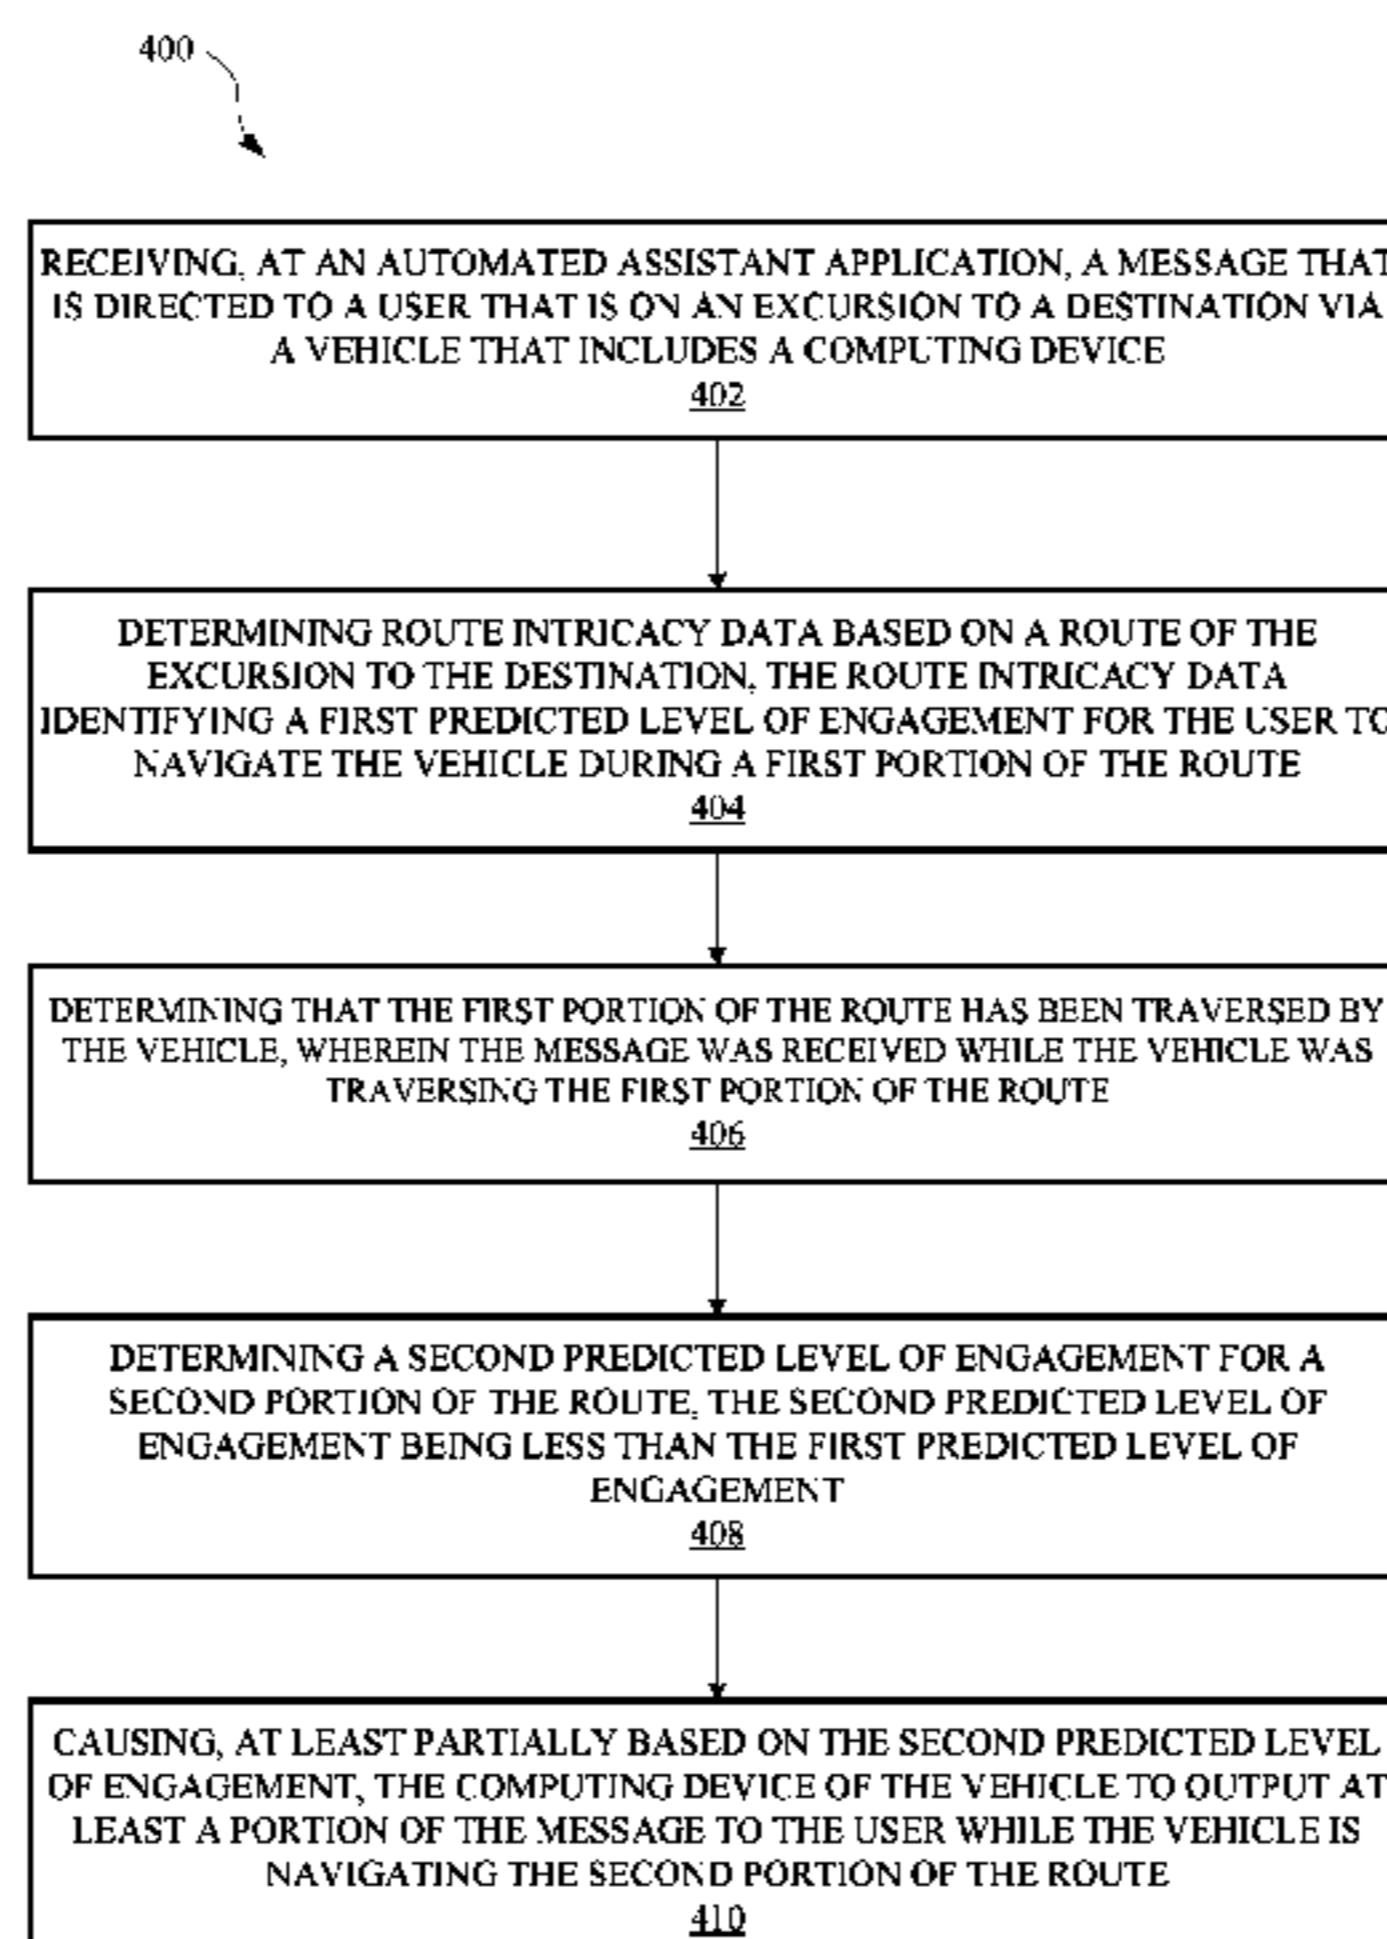 400
RECEIVING, AT AN AUTOMATED ASSISTANT APPLICATION, A MESSAGE THAT
IS DIRECTED TO A USER THAT IS ON AN EXCURSION TO A DESTINATION VIA
A VEHICLE THAT INCLUDES A COMPUTING DEVICE
402
DETERMINING ROUTE INTRICACY DATA BASED ON A ROUTE OF THE
EXCURSION TO THE DESTINATION, THE ROUTE INTRICACY DATA
IDENTIFYING A FIRST PREDICTED LEVEL OF ENGAGEMENT FOR THE USER TO
NAVIGATE THE VEHICLE DURING A FIRST PORTION OF THE ROUTE
404
DETERMINING THAT THE FIRST PORTION OF THE ROUTE HAS BEEN TRAVERSED BY
THE VEHICLE, WHEREIN THE MESSAGE WAS RECEIVED WHILE THE VEHICLE WAS
TRAVERSING THE FIRST PORTION OF THE ROUTE
406
DETERMINING A SECOND PREDICTED LEVEL OF ENGAGEMENT FOR A
SECOND PORTION OF THE ROUTE, THE SECOND PREDICTED LEVEL OF
ENGAGEMENT BEING LESS THAN THE FIRST PREDICTED LEVEL OF
ENGAGEMENT
408
CAUSING, AT LEAST PARTIALLY BASED ON THE SECOND PREDICTED LEVEL
OF ENGAGEMENT, THE COMPUTING DEVICE OF THE VEHICLE TO OUTPUT AT
LEAST A PORTION OF THE MESSAGE TO THE USER WHILE THE VEHICLE IS
NAVIGATING THE SECOND PORTION OF THE ROUTE
410